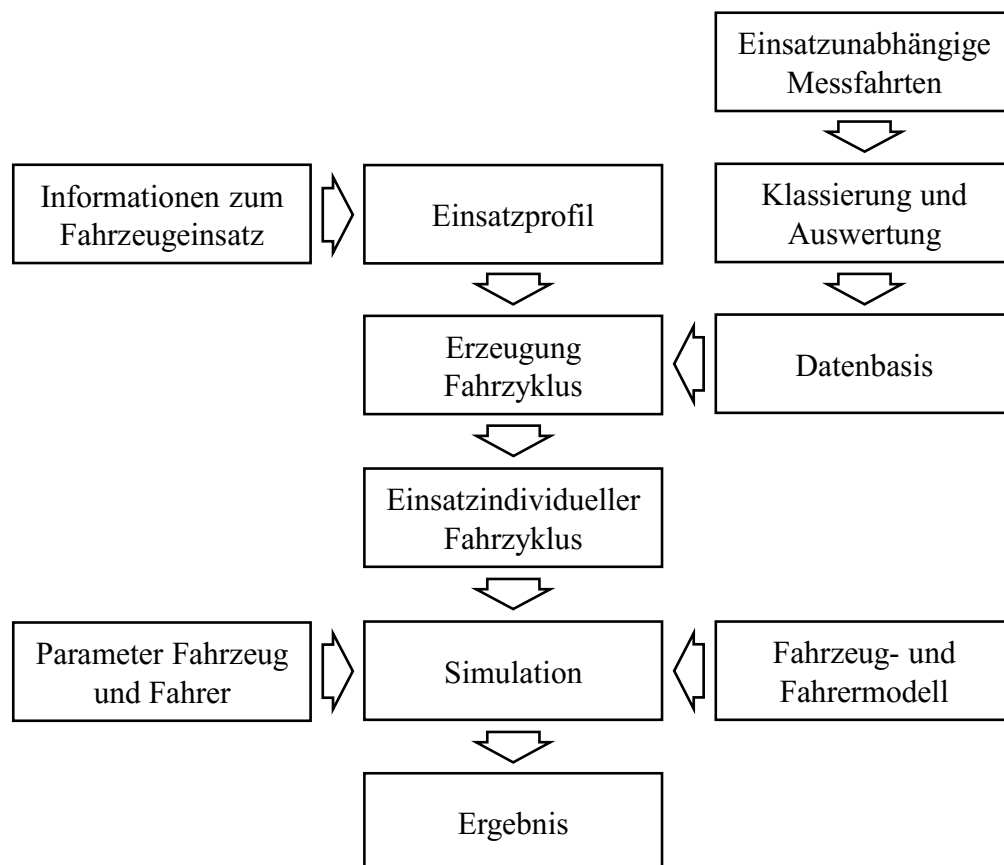 Einsatzunabhängige
Messfahrten
Informationen zum
Fahrzeugeinsatz
Einsatzprofil
Klassierung und
Auswertung
Erzeugung
Fahrzyklus
Datenbasis
Einsatzindividueller
Fahrzyklus
Parameter Fahrzeug
und Fahrer
Simulation
Fahrzeug- und
Fahrermodell
Ergebnis